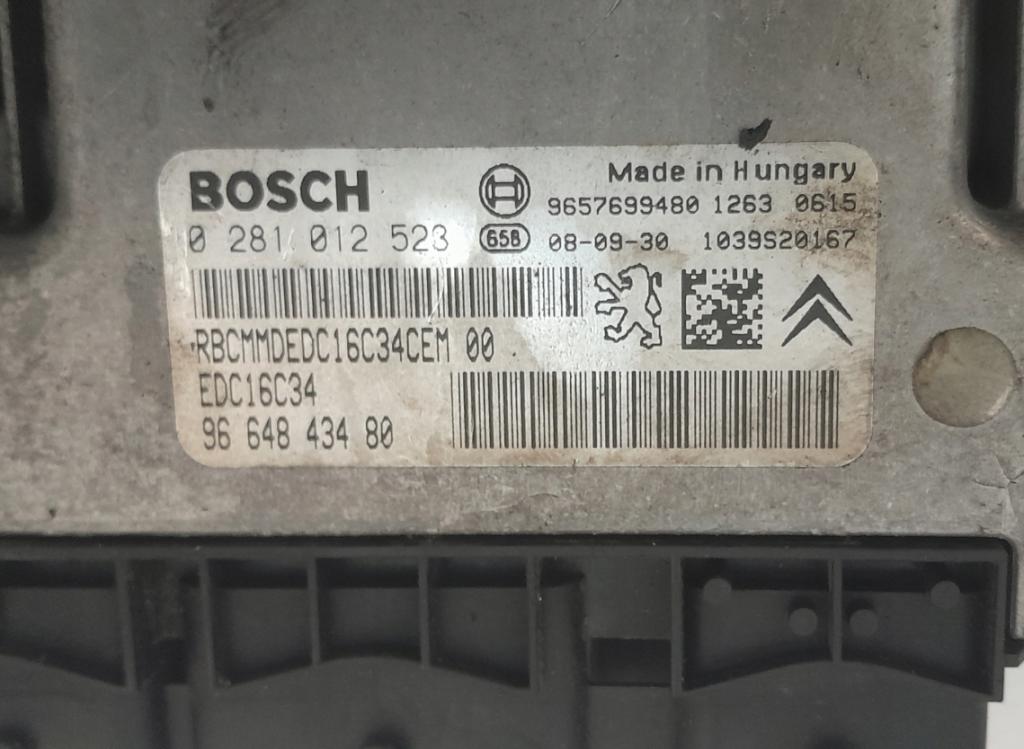 BOSCH
Made in Hungary
9657699480 1263 0615
0 281 012 523 658 08-09-30 1039S20167
RBCMMDEDC16C34CEM 00
EDC16C34
96 648 434 80